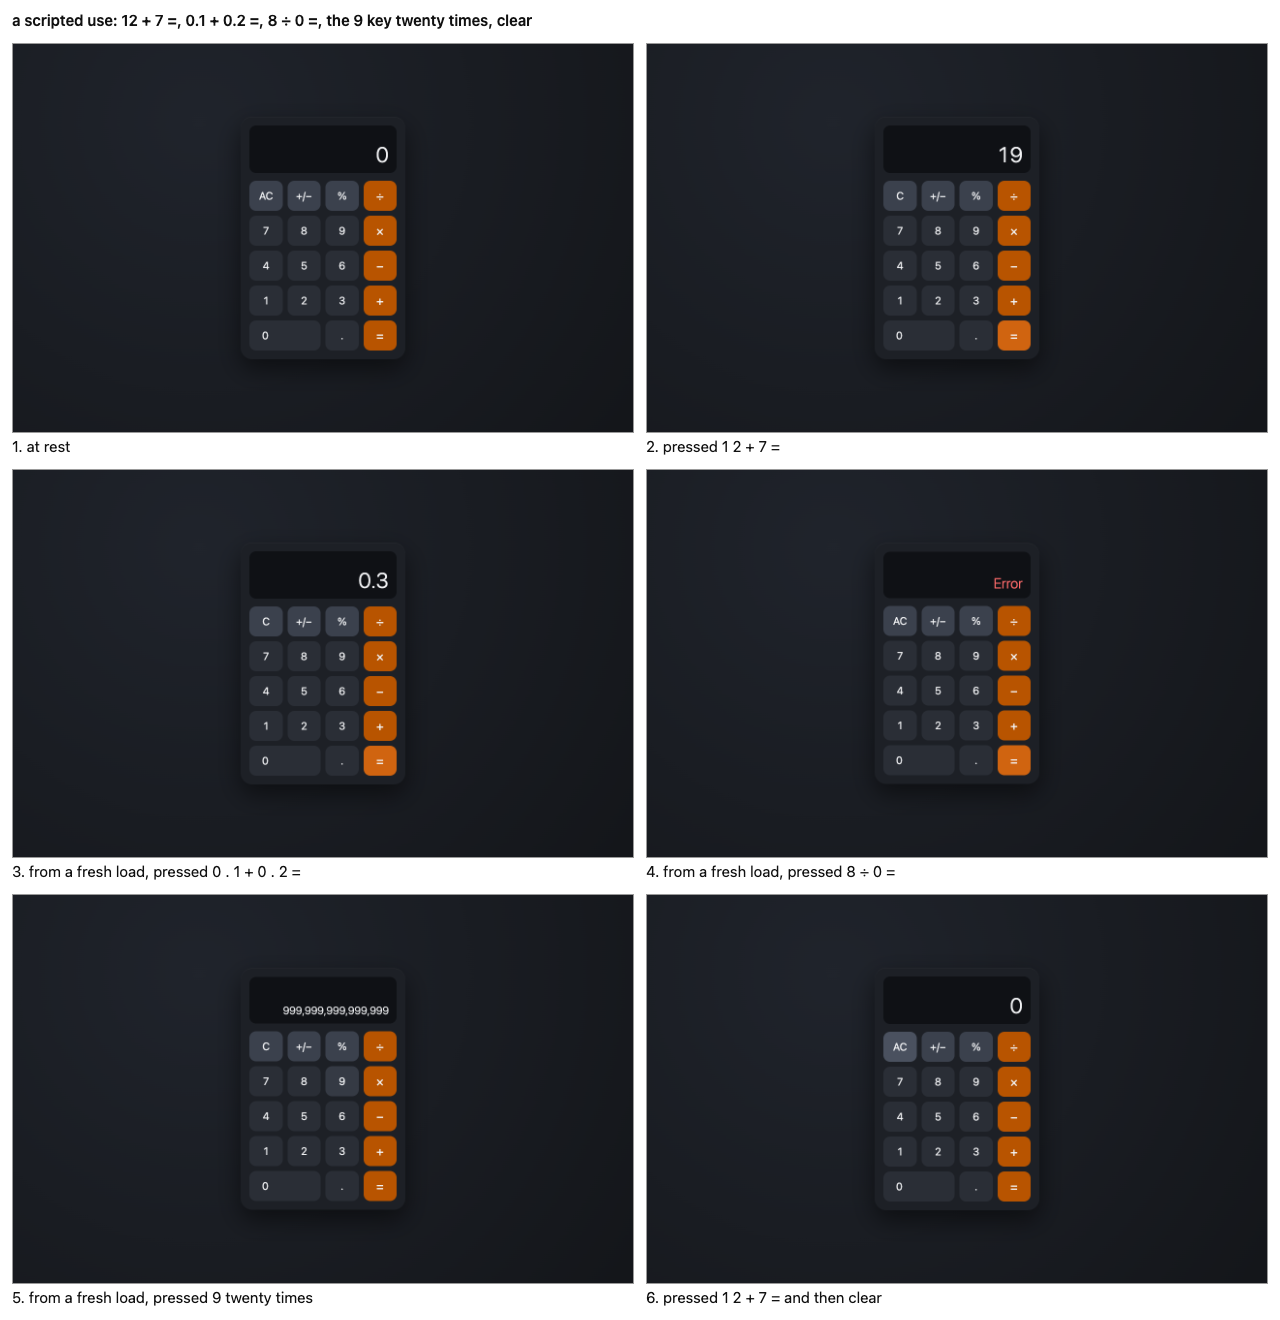 a scripted use: 12 + 7 =, 0.1 + 0.2 =, 8 ÷ 0 =, the 9 key twenty times, clear
0
AC +/− % ÷
7 8 9 ×
4 5 6 −
1 2 3 +
0 . =
1. at rest
19
C +/− % ÷
7 8 9 ×
4 5 6 −
1 2 3 +
0 . =
2. pressed 1 2 + 7 =
0.3
C +/− % ÷
7 8 9 ×
4 5 6 −
1 2 3 +
0 . =
3. from a fresh load, pressed 0 . 1 + 0 . 2 =
Error
AC +/− % ÷
7 8 9 ×
4 5 6 −
1 2 3 +
0 . =
4. from a fresh load, pressed 8 ÷ 0 =
999,999,999,999,999
C +/− % ÷
7 8 9 ×
4 5 6 −
1 2 3 +
0 . =
5. from a fresh load, pressed 9 twenty times
0
AC +/− % ÷
7 8 9 ×
4 5 6 −
1 2 3 +
0 . =
6. pressed 1 2 + 7 = and then clear